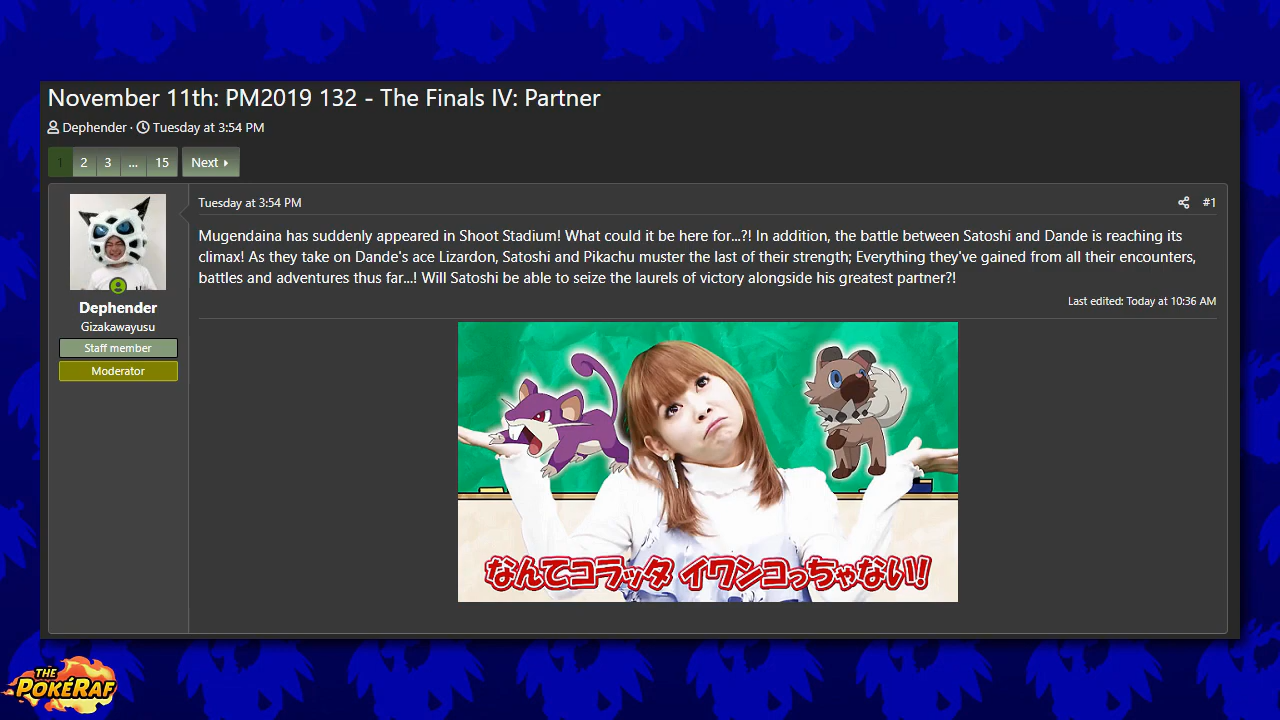 November 11th: PM2019 132 - The Finals IV: Partner
Dephender · Tuesday at 3:54 PM
1 2 3 ... 15 Next
Tuesday at 3:54 PM #1
Mugendaina has suddenly appeared in Shoot Stadium! What could it be here for...?! In addition, the battle between Satoshi and Dande is reaching its
climax! As they take on Dande's ace Lizardon, Satoshi and Pikachu muster the last of their strength; Everything they've gained from all their encounters,
battles and adventures thus far...! Will Satoshi be able to seize the laurels of victory alongside his greatest partner?!
Last edited: Today at 10:36 AM
Dephender
Gizakawayusu
Staff member
Moderator
なんてコラッタ イワンコっちゃない!
THE
POKÉRAF